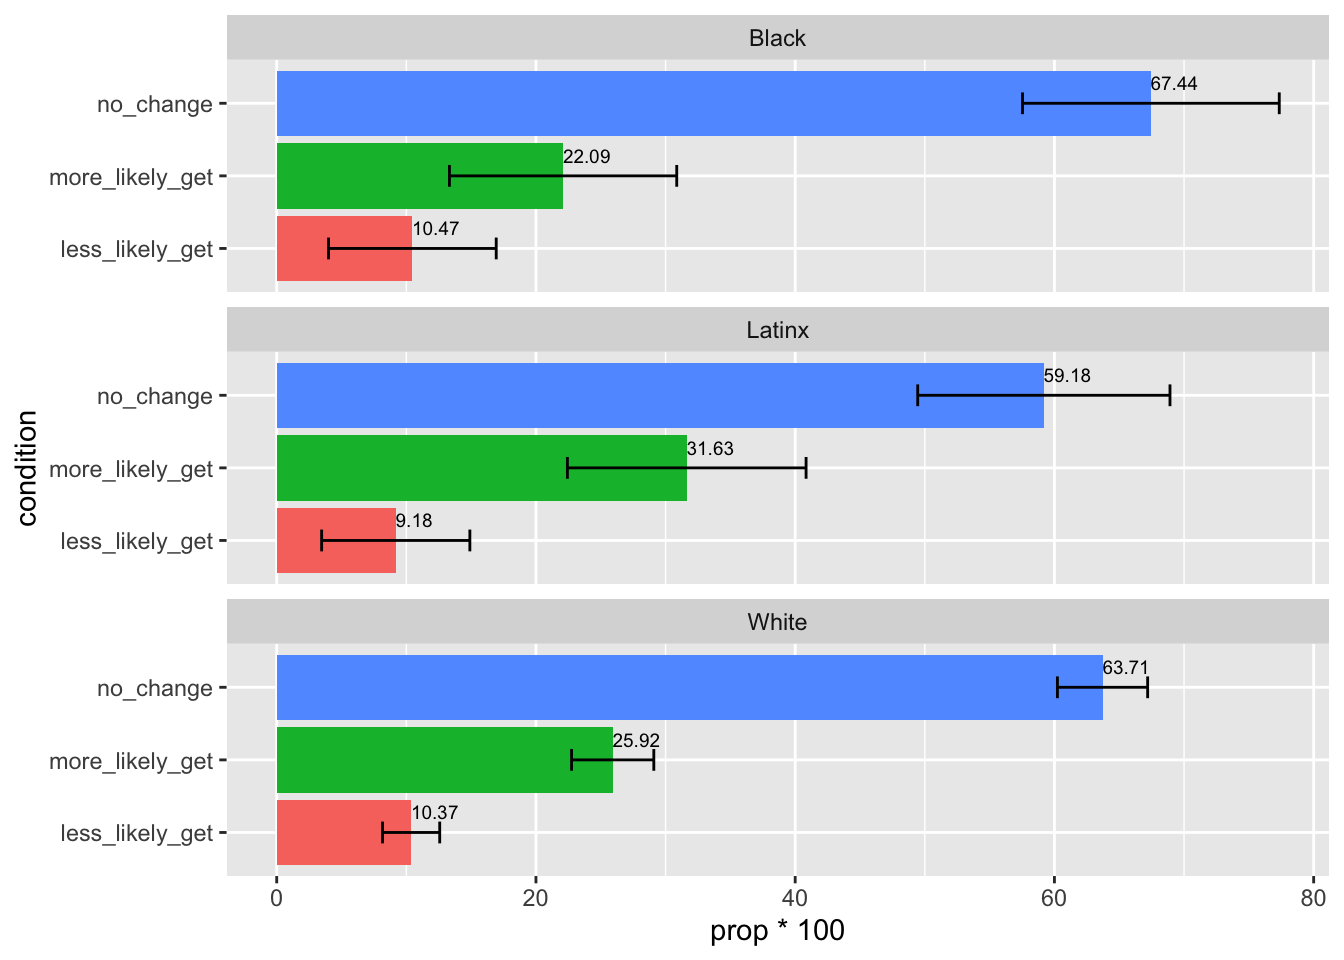 Black
no_change
67.44
more_likely_get
22.09
less_likely_get
10.47
Latinx
no_change
59.18
more_likely_get
31.63
less_likely_get
9.18
White
no_change
63.71
more_likely_get
25.92
less_likely_get
10.37
condition
0 20 40 60 80
prop * 100